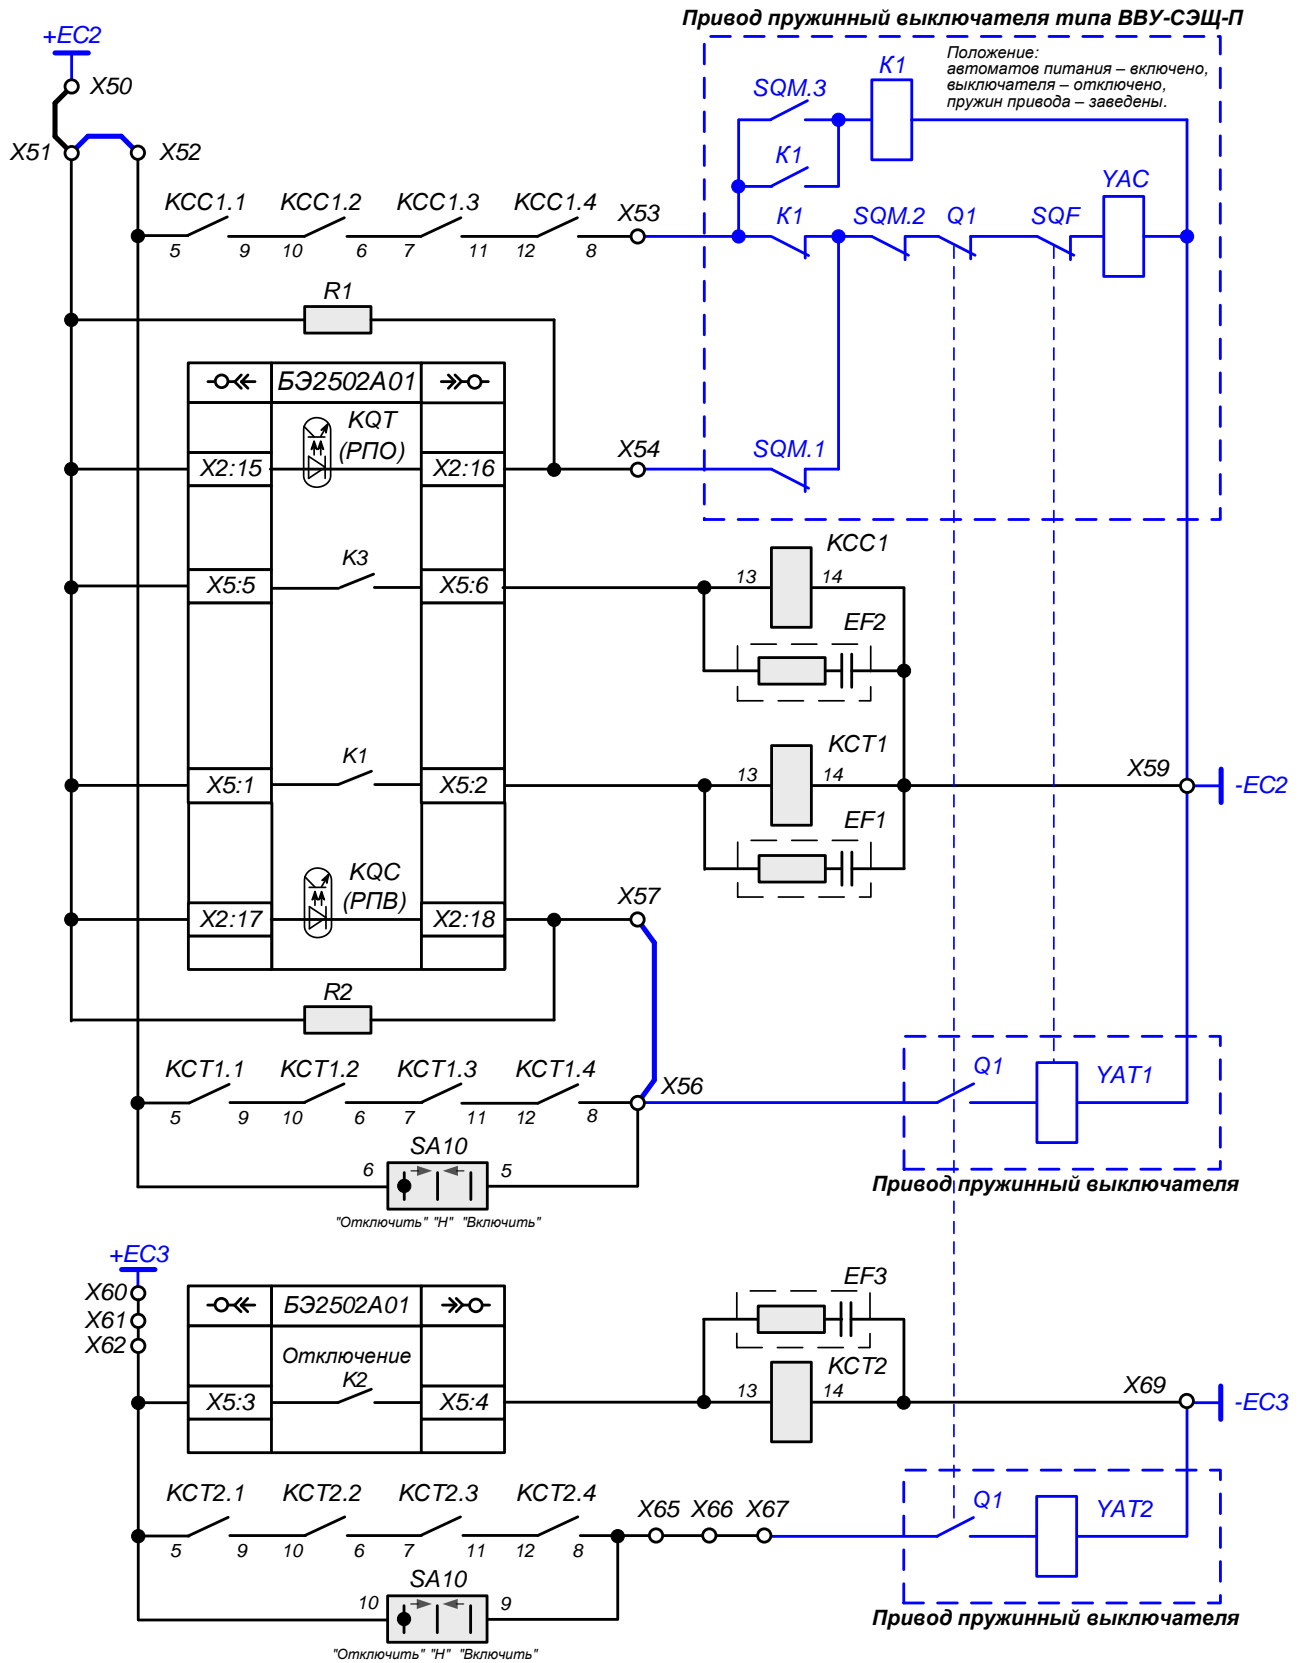 Привод пружинный выключателя типа ВВУ-СЭЩ-П
+EC2
X50
X51
X52
Положение:
автоматов питания – включено,
выключателя – отключено,
пружин привода – заведены.
SQM.3
K1
K1
KCC1.1
KCC1.2
KCC1.3
KCC1.4
X53
K1
SQM.2
Q1
SQF
YAC
5 9 10 6 7 11 12 8
R1
БЭ2502А01
KQT
(РПО)
X2:15
X2:16
X54
SQM.1
X5:5
K3
X5:6
KCC1
13
14
EF2
X5:1
K1
X5:2
KCT1
13
14
EF1
X59
-EC2
KQC
(РПВ)
X2:17
X2:18
X57
R2
KCT1.1
KCT1.2
KCT1.3
KCT1.4
X56
Q1
YAT1
5 9 10 6 7 11 12 8
SA10
6
5
"Отключить" "Н" "Включить"
Привод пружинный выключателя
+EC3
X60
X61
X62
БЭ2502А01
Отключение
X5:3
K2
X5:4
EF3
KCT2
13
14
X69
-EC3
KCT2.1
KCT2.2
KCT2.3
KCT2.4
X65
X66
X67
Q1
YAT2
5 9 10 6 7 11 12 8
SA10
10
9
"Отключить" "Н" "Включить"
Привод пружинный выключателя